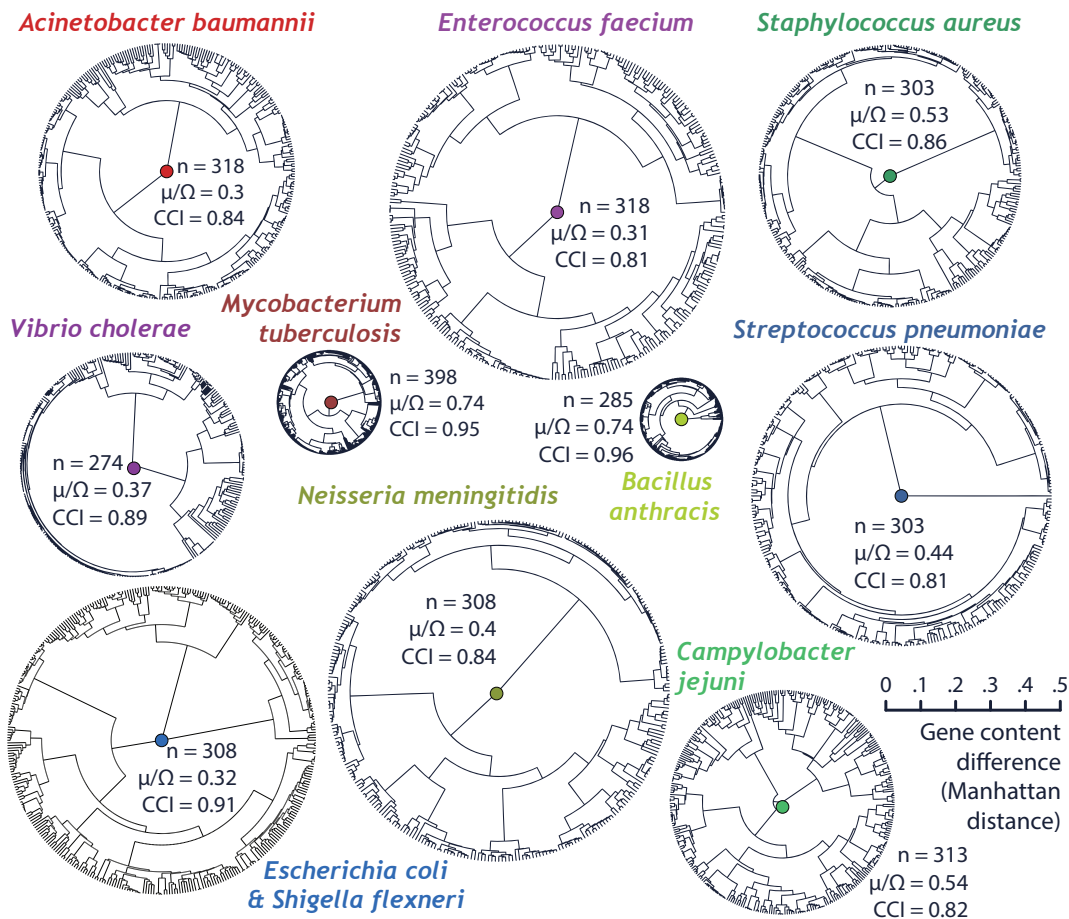 Acinetobacter baumannii
n = 318
μ/Ω = 0.3
CCI = 0.84
Enterococcus faecium
n = 318
μ/Ω = 0.31
CCI = 0.81
Staphylococcus aureus
n = 303
μ/Ω = 0.53
CCI = 0.86
Vibrio cholerae
n = 274
μ/Ω = 0.37
CCI = 0.89
Mycobacterium
tuberculosis
n = 398
μ/Ω = 0.74
CCI = 0.95
n = 285
μ/Ω = 0.74
CCI = 0.96
Bacillus
anthracis
Streptococcus pneumoniae
n = 303
μ/Ω = 0.44
CCI = 0.81
Neisseria meningitidis
n = 308
μ/Ω = 0.4
CCI = 0.84
n = 308
μ/Ω = 0.32
CCI = 0.91
Escherichia coli
& Shigella flexneri
Campylobacter
jejuni
n = 313
μ/Ω = 0.54
CCI = 0.82
0 .1 .2 .3 .4 .5
Gene content
difference
(Manhattan
distance)